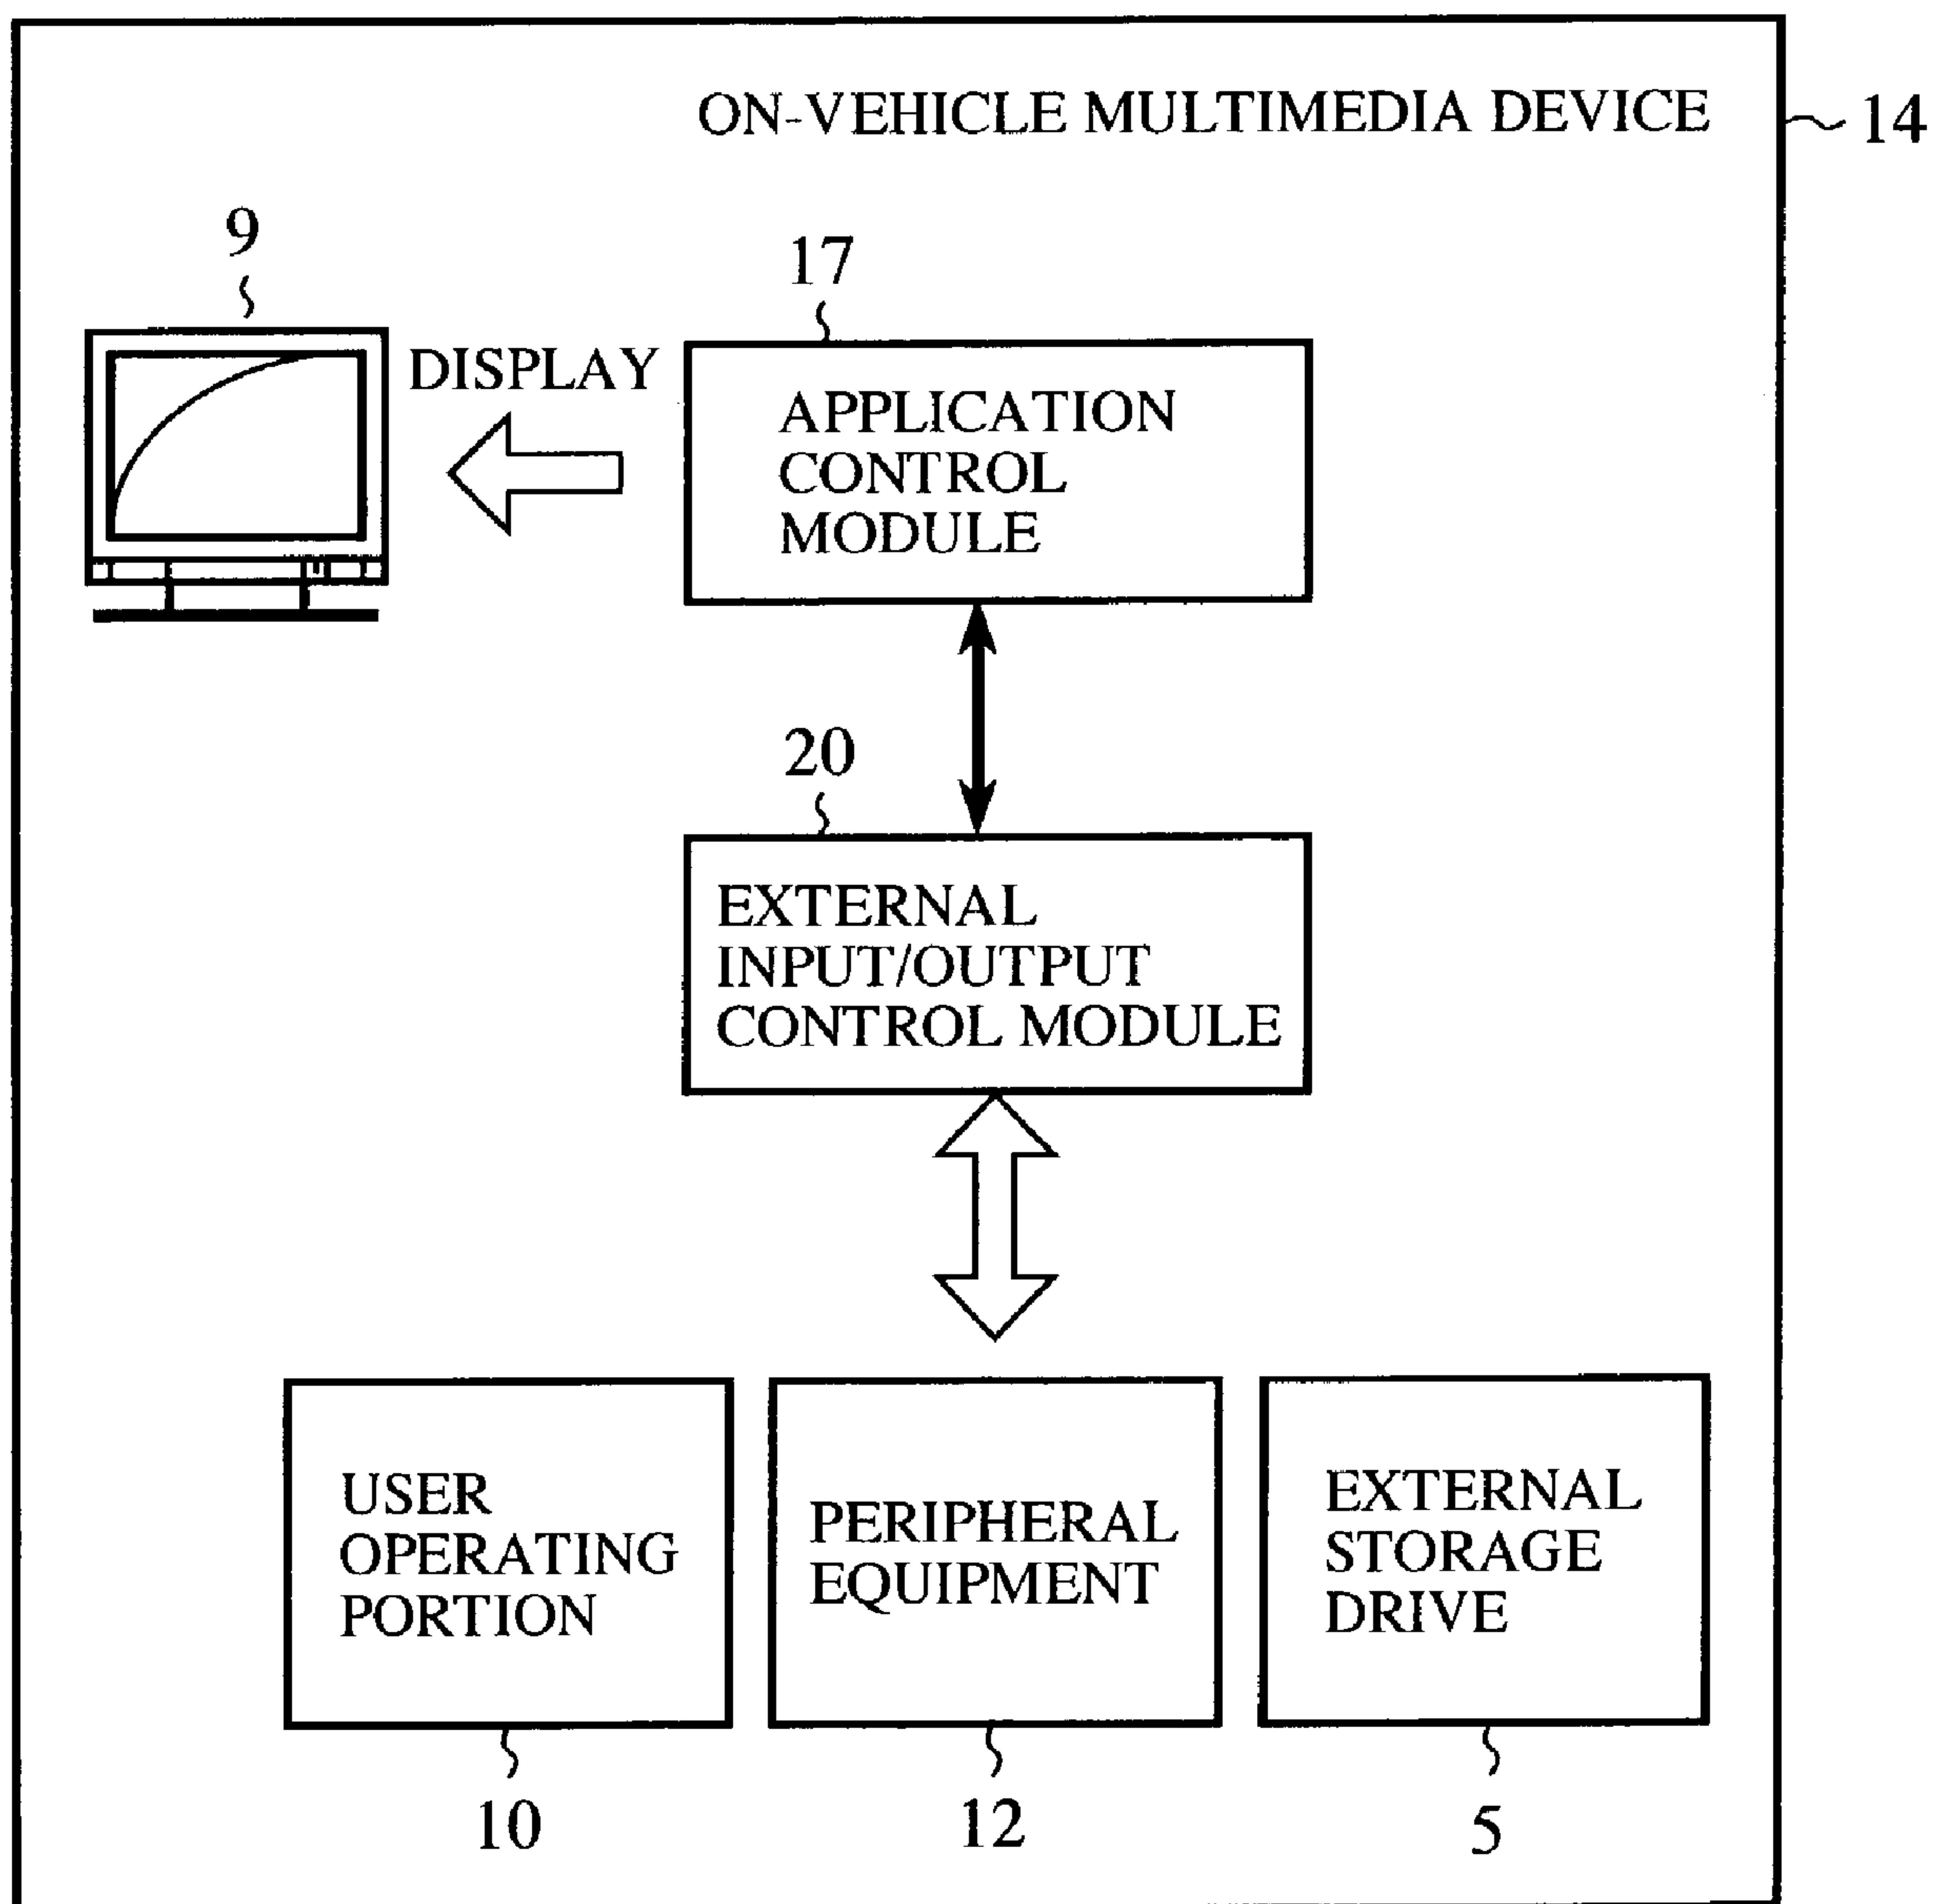 ON-VEHICLE MULTIMEDIA DEVICE
14
9
17
DISPLAY
APPLICATION
CONTROL
MODULE
20
EXTERNAL
INPUT/OUTPUT
CONTROL MODULE
USER
OPERATING
PORTION
PERIPHERAL
EQUIPMENT
EXTERNAL
STORAGE
DRIVE
10
12
5